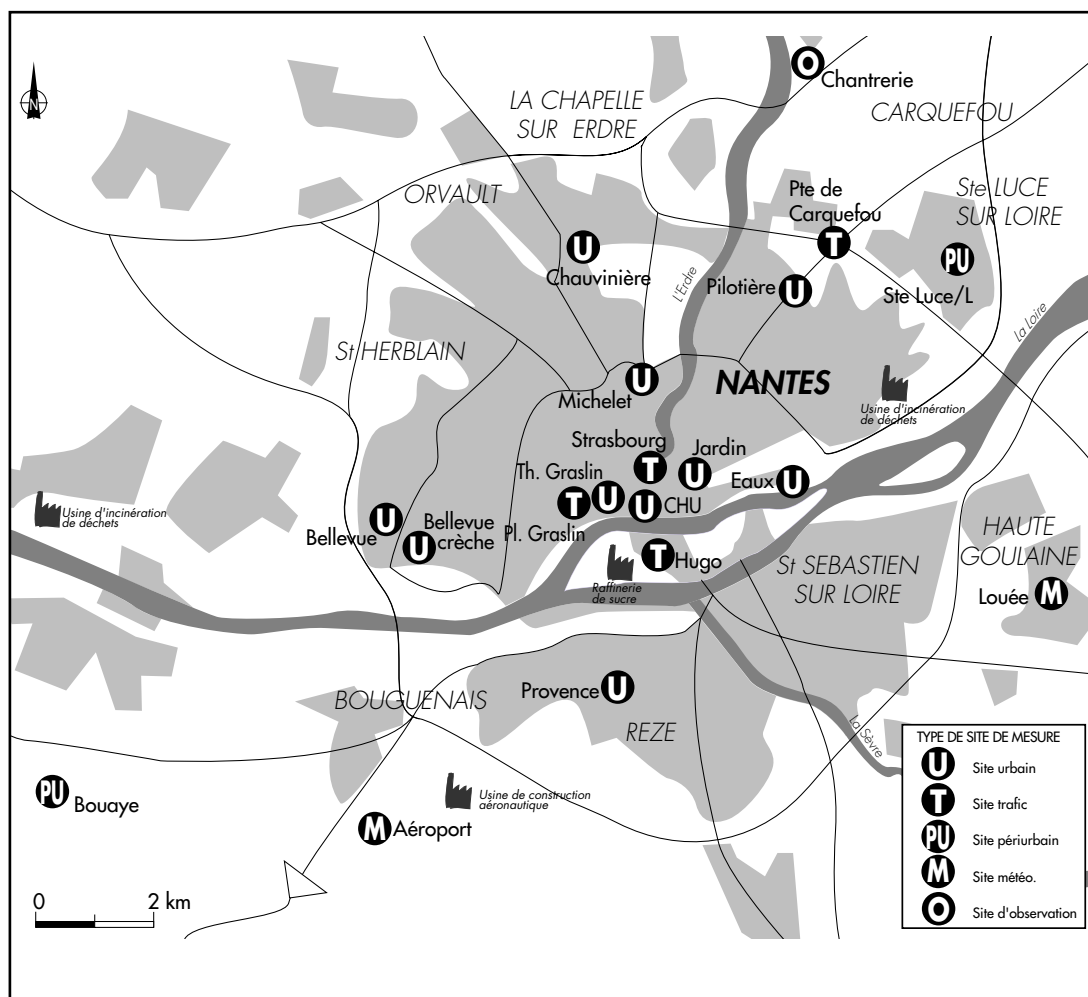 N
O
Chantrerie
LA CHAPELLE
SUR ERDRE
CARQUEFOU
ORVAULT
Pte de
Carquefou
T
Ste LUCE
SUR LOIRE
U
Chauvinière
PU
Ste Luce/L
L'Erdre
Pilotière
U
La Loire
St HERBLAIN
U
Michelet
NANTES
Usine d'incinération
de déchets
Strasbourg
T
Jardin
U
Th. Graslin
U
T
Pl. Graslin
U
CHU
Eaux
U
Usine d'incinération
de déchets
Bellevue
U
Bellevue
crèche
U
T
Hugo
Raffinerie
de sucre
St SEBASTIEN
SUR LOIRE
HAUTE
GOULAINE
Louée
M
Provence
U
BOUGUENAIS
REZE
La Sèvre
PU
Bouaye
Usine de construction
aéronautique
M
Aéroport
0 2 km
TYPE DE SITE DE MESURE
U Site urbain
T Site trafic
PU Site périurbain
M Site météo.
O Site d'observation